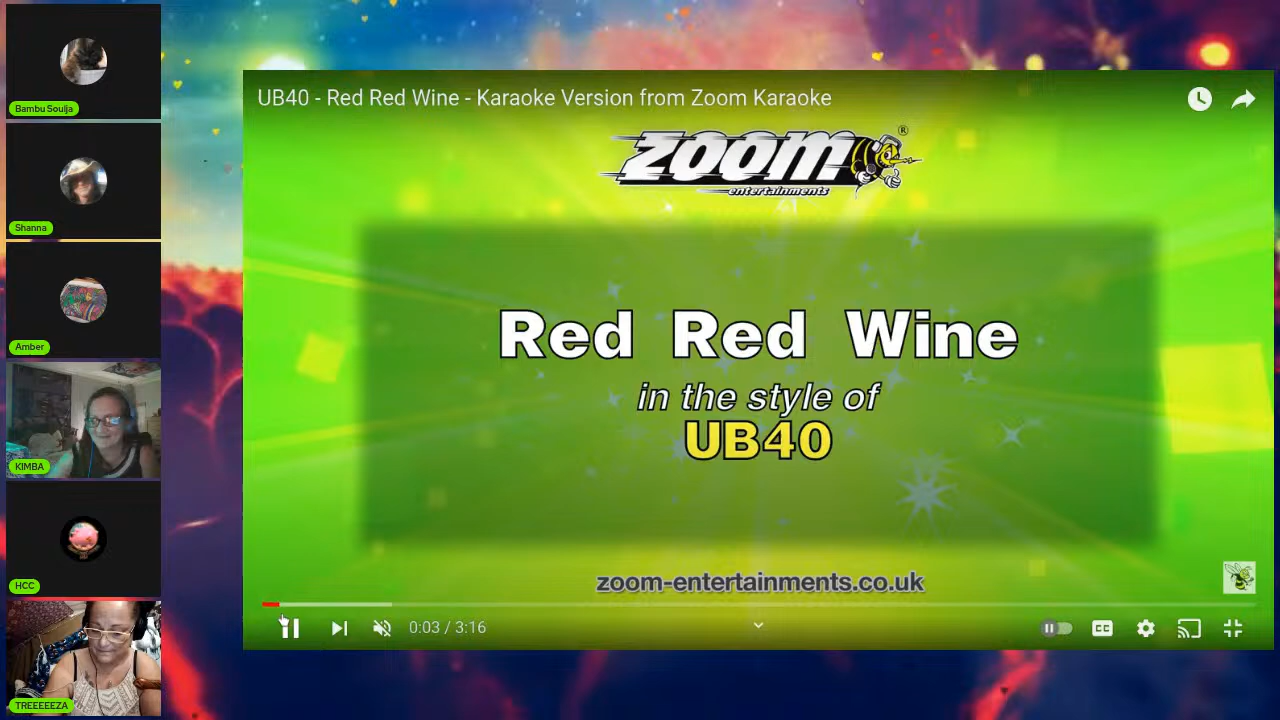 Bambu Soulja
Shanna
Amber
KIMBA
HCC
TREEEEEZA
UB40 - Red Red Wine - Karaoke Version from Zoom Karaoke
ZOOM ®
entertainments
Red Red Wine
in the style of
UB40
zoom-entertainments.co.uk
0:03 / 3:16
CC